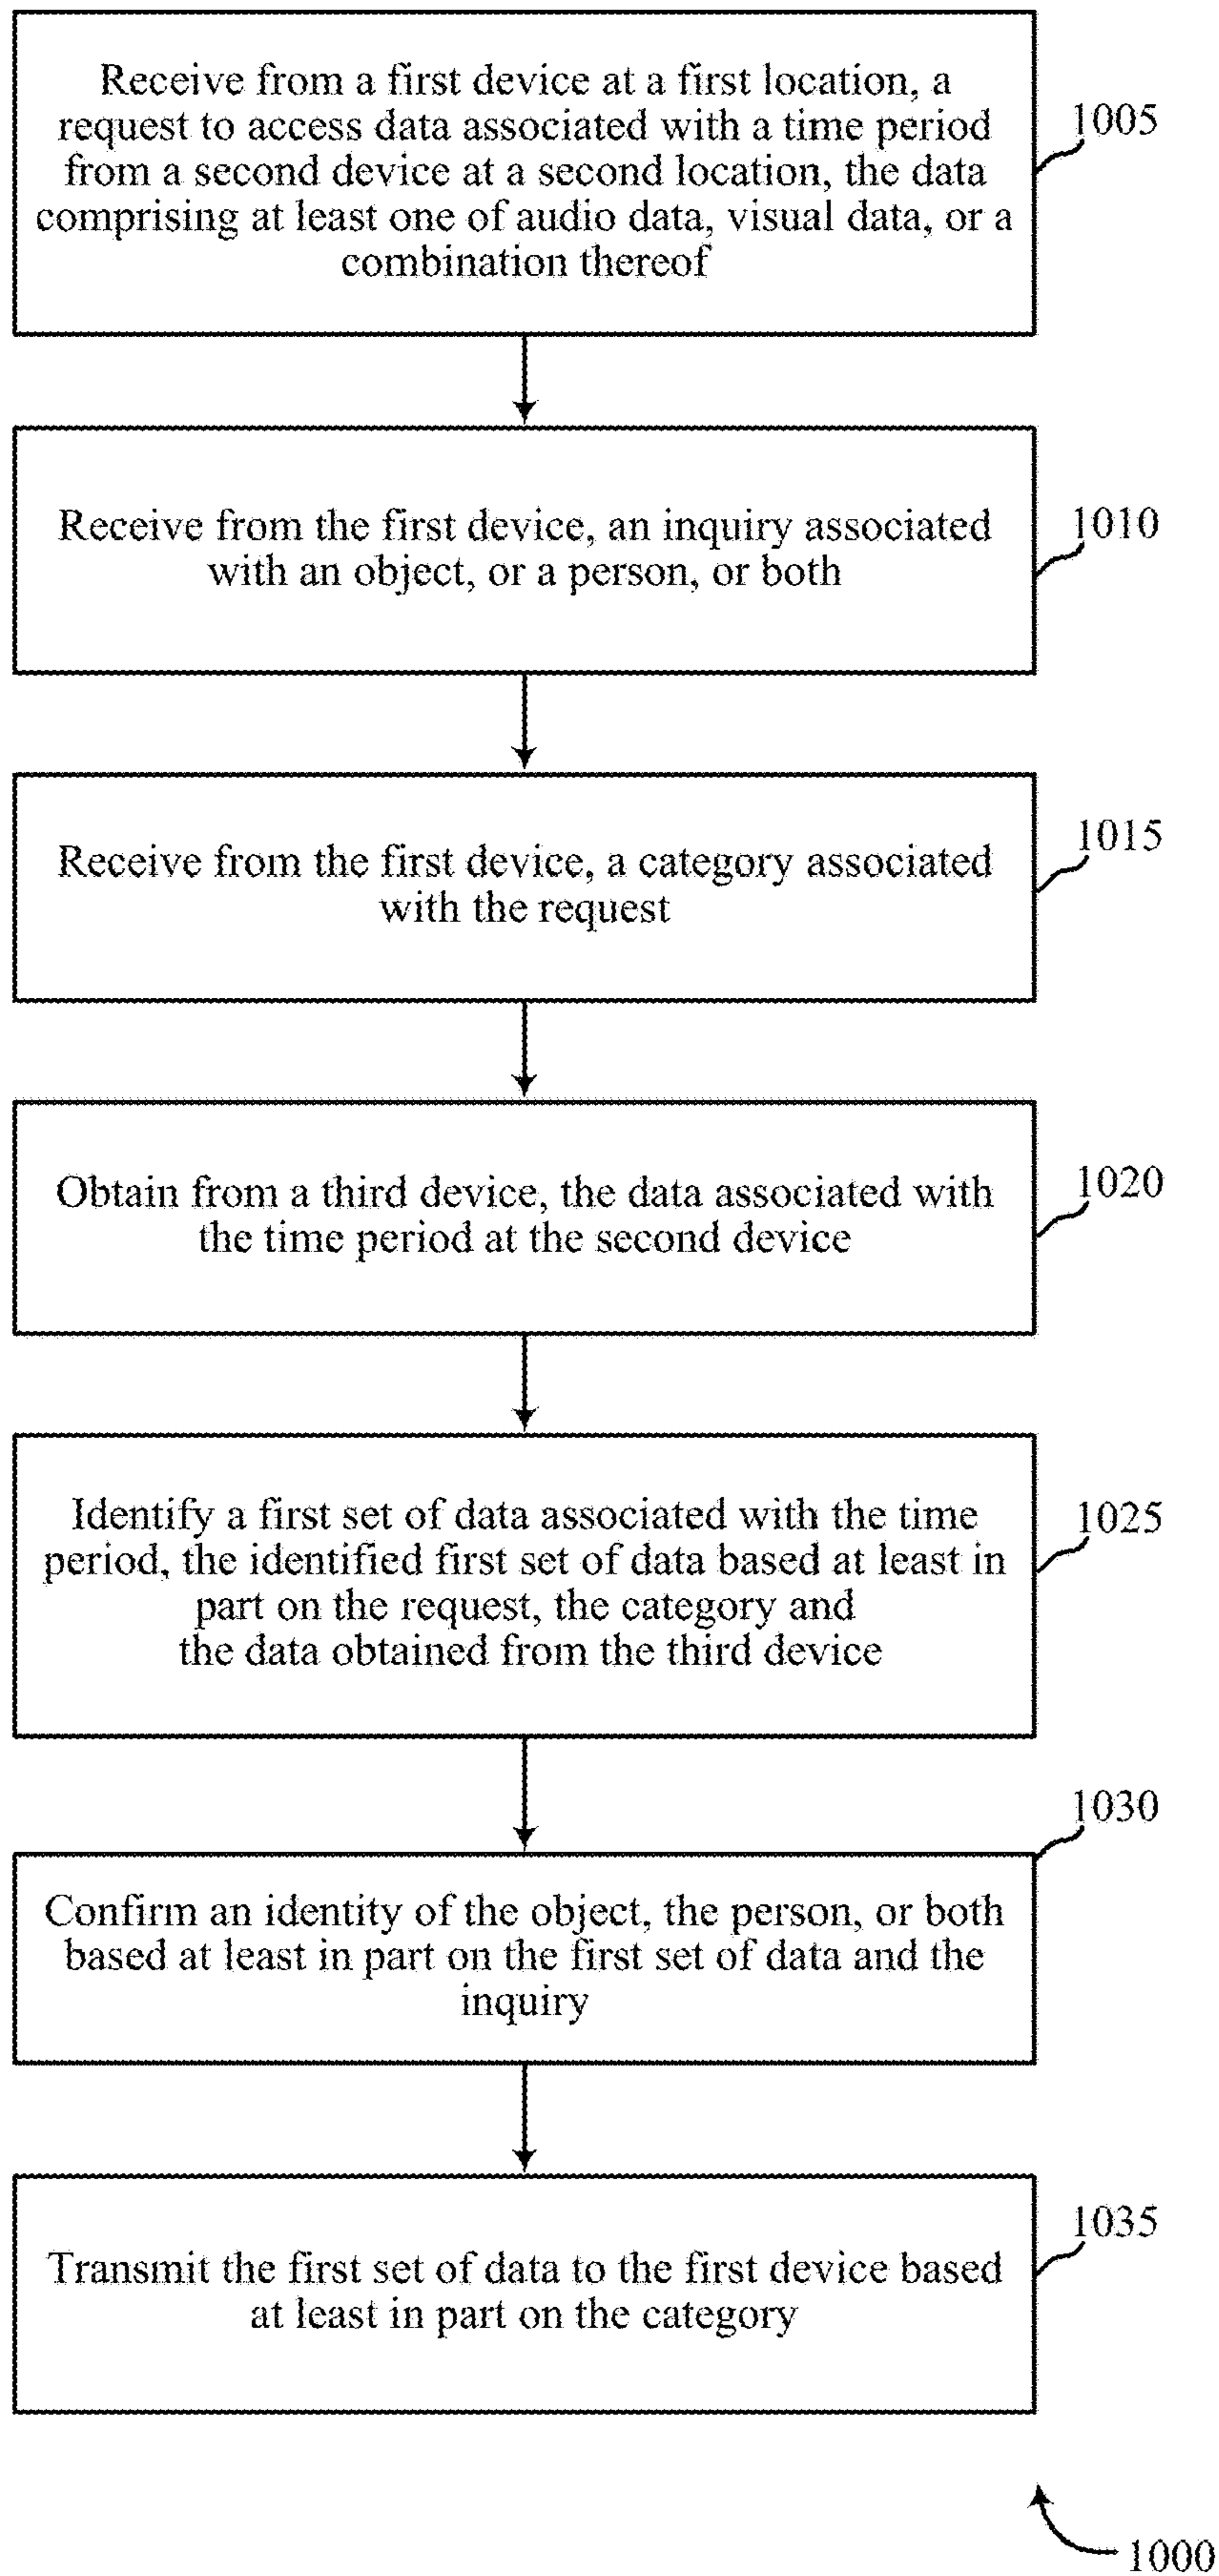 Receive from a first device at a first location, a
request to access data associated with a time period
from a second device at a second location, the data
comprising at least one of audio data, visual data, or a
combination thereof
1005
Receive from the first device, an inquiry associated
with an object, or a person, or both
1010
Receive from the first device, a category associated
with the request
1015
Obtain from a third device, the data associated with
the time period at the second device
1020
Identify a first set of data associated with the time
period, the identified first set of data based at least in
part on the request, the category and
the data obtained from the third device
1025
Confirm an identity of the object, the person, or both
based at least in part on the first set of data and the
inquiry
1030
Transmit the first set of data to the first device based
at least in part on the category
1035
1000